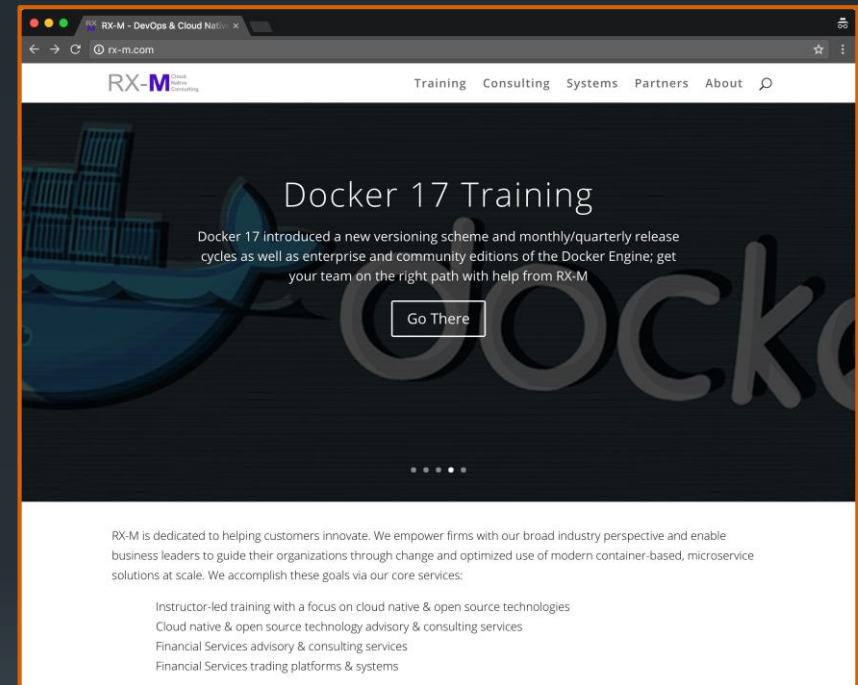 RX-M - DevOps & Cloud Nativ
rx-m.com
RX-M Cloud Native Consulting
Training Consulting Systems Partners About
Docker 17 Training
Docker 17 introduced a new versioning scheme and monthly/quarterly release
cycles as well as enterprise and community editions of the Docker Engine; get
your team on the right path with help from RX-M
Go There
docke
RX-M is dedicated to helping customers innovate. We empower firms with our broad industry perspective and enable
business leaders to guide their organizations through change and optimized use of modern container-based, microservice
solutions at scale. We accomplish these goals via our core services:
Instructor-led training with a focus on cloud native & open source technologies
Cloud native & open source technology advisory & consulting services
Financial Services advisory & consulting services
Financial Services trading platforms & systems